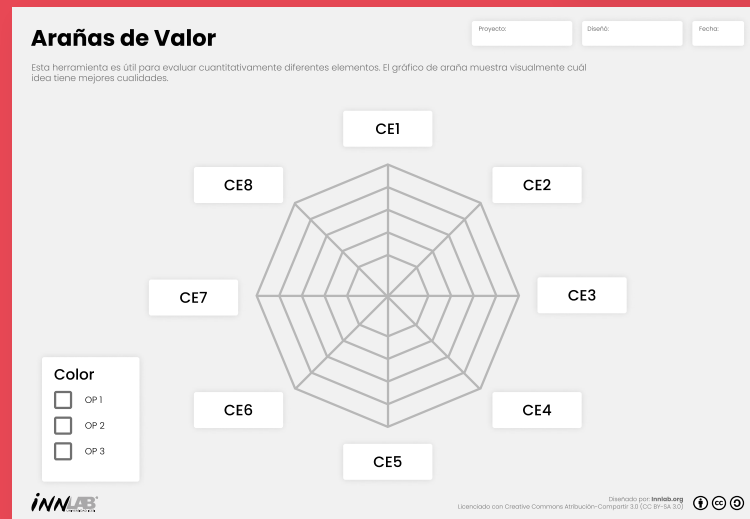 Arañas de Valor
Proyecto:
Diseñó:
Fecha:
Esta herramienta es útil para evaluar cuantitativamente diferentes elementos. El gráfico de araña muestra visualmente cuál
idea tiene mejores cualidades.
CE1
CE8
CE2
CE7
CE3
CE6
CE4
CE5
Color
OP 1
OP 2
OP 3
INNLAB
Diseñado por: Innlab.org
Licenciado con Creative Commons Atribución-Compartir 3.0 (CC BY-SA 3.0)
cc